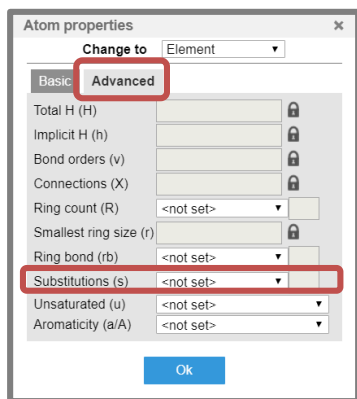 Atom properties ×
Change to Element
Basic Advanced
Total H (H)
Implicit H (h)
Bond orders (v)
Connections (X)
Ring count (R) <not set>
Smallest ring size (r)
Ring bond (rb) <not set>
Substitutions (s) <not set>
Unsaturated (u) <not set>
Aromaticity (a/A) <not set>
Ok